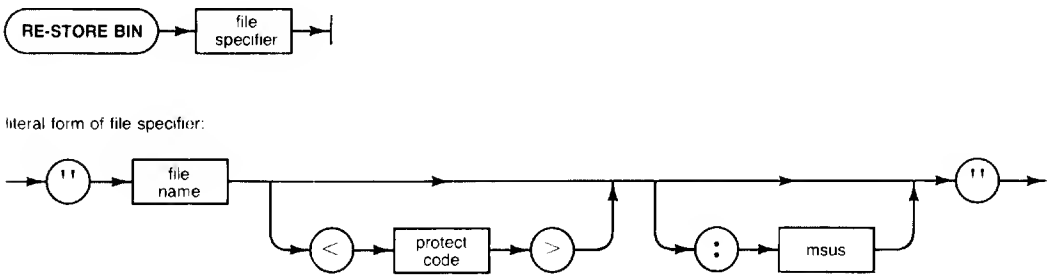 RE-STORE BIN
file
specifier
literal form of file specifier:
"
file
name
<
protect
code
>
:
msus
"